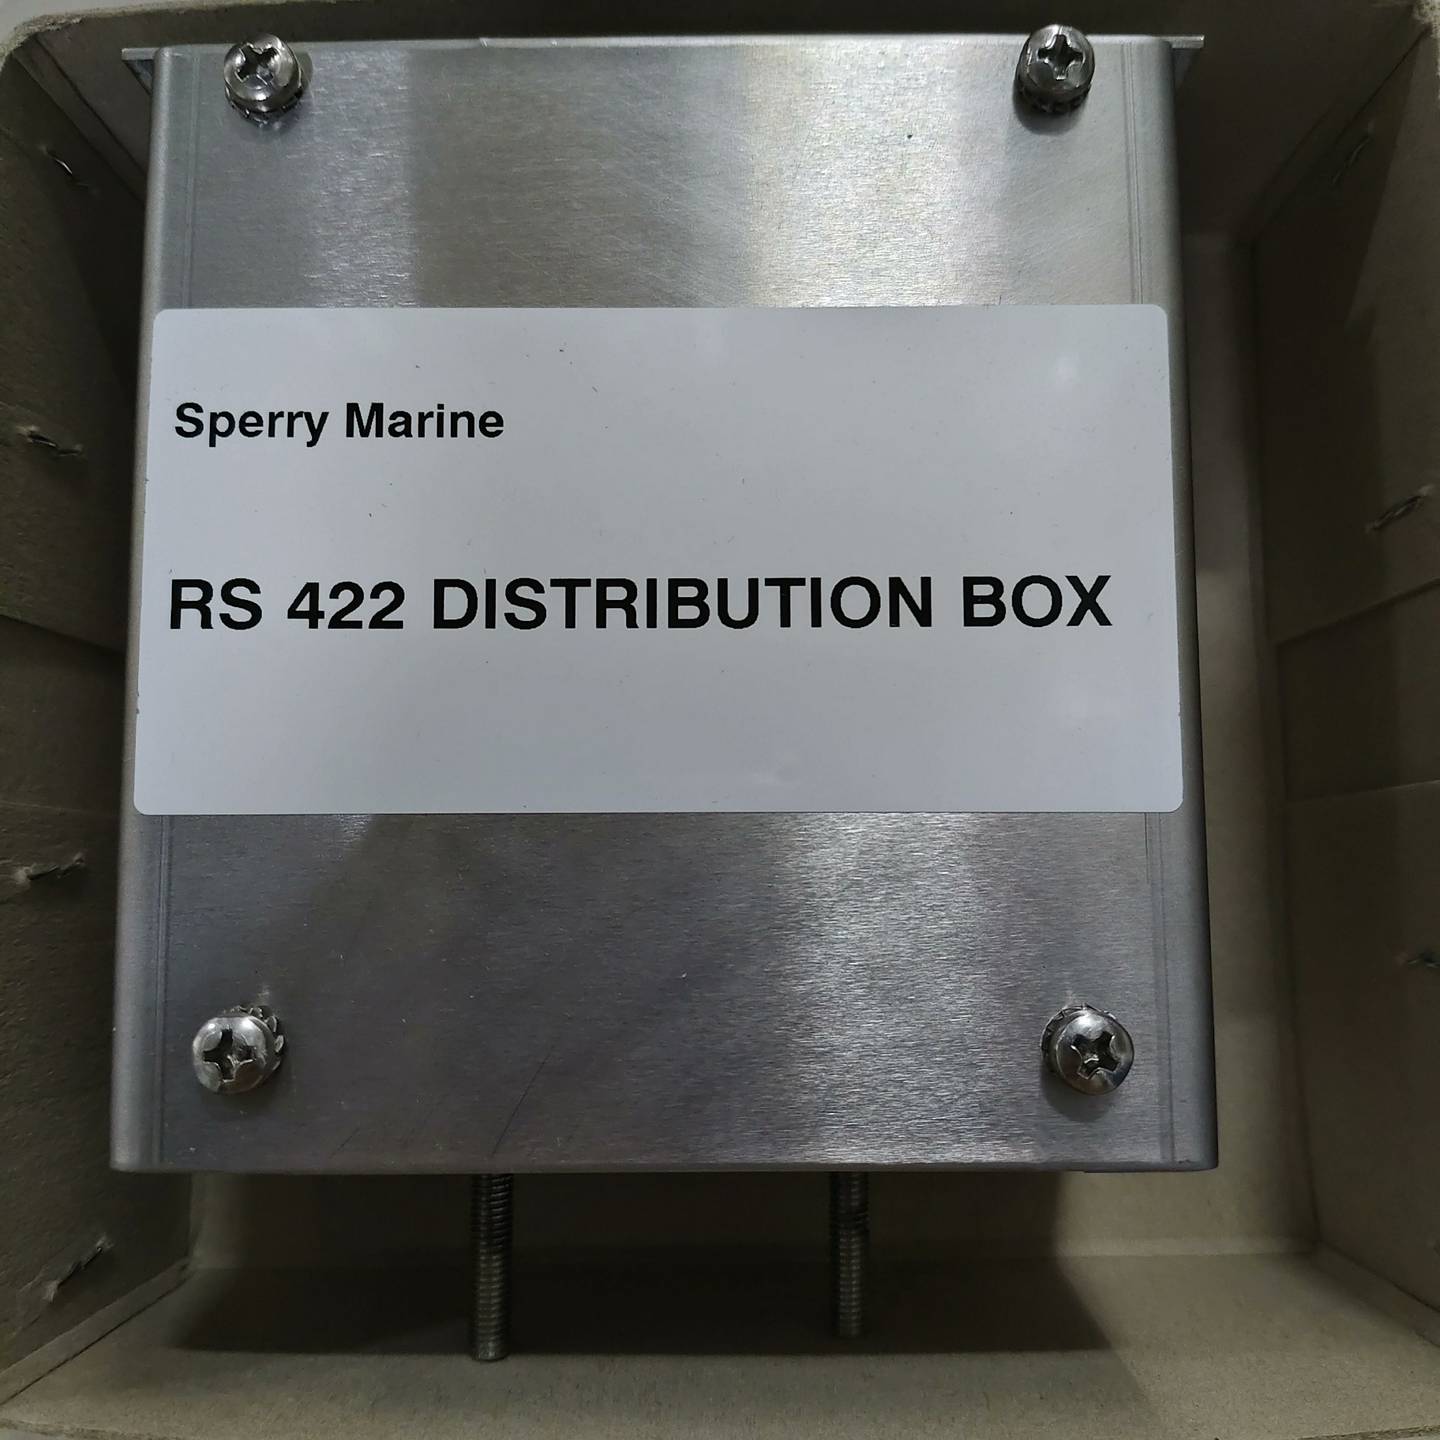 Sperry Marine
RS 422 DISTRIBUTION BOX